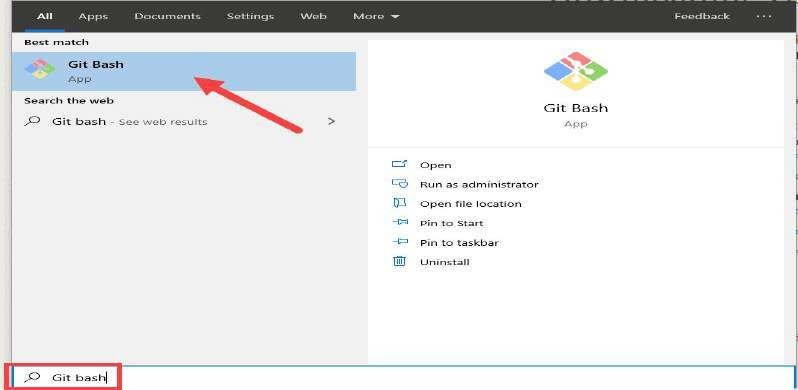 All Apps Documents Settings Web More Feedback ...
Best match
Git Bash
App
Search the web
Git bash - See web results
Git Bash
App
Open
Run as administrator
Open file location
Pin to Start
Pin to taskbar
Uninstall
Git bash